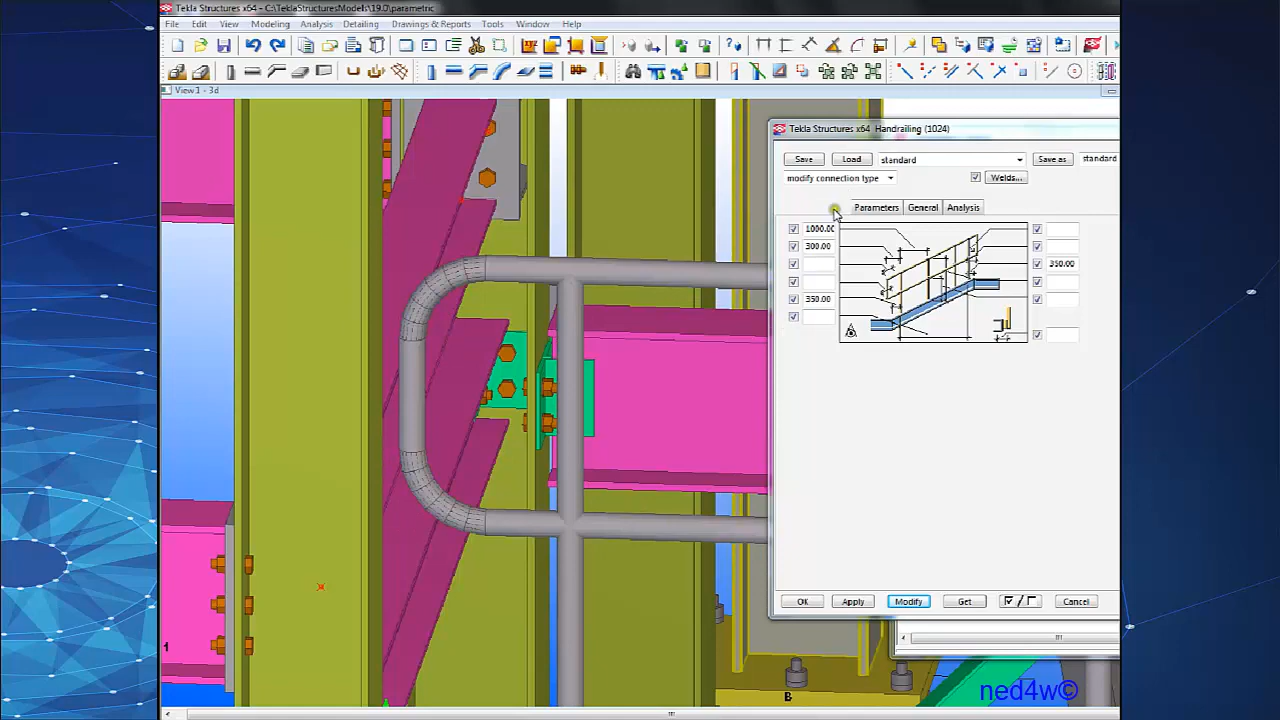 Tekla Structures x64 - C:\TeklaStructuresModels\19.0\parametric
File Edit View Modeling Analysis Detailing Drawings & Reports Tools Window Help
View 1 - 3d
Tekla Structures x64 Handrailing (1024)
Save Load standard Save as standard
modify connection type Welds...
Parameters General Analysis
1000.00
300.00
350.00
350.00
OK Apply Modify Get / Cancel
1
B
ned4w©